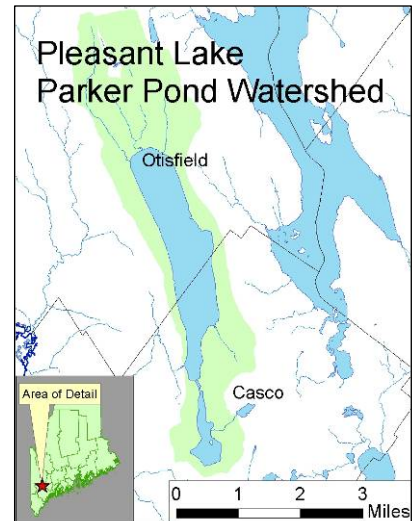 Pleasant Lake
Parker Pond Watershed
Otisfield
Casco
Area of Detail
0 1 2 3
Miles